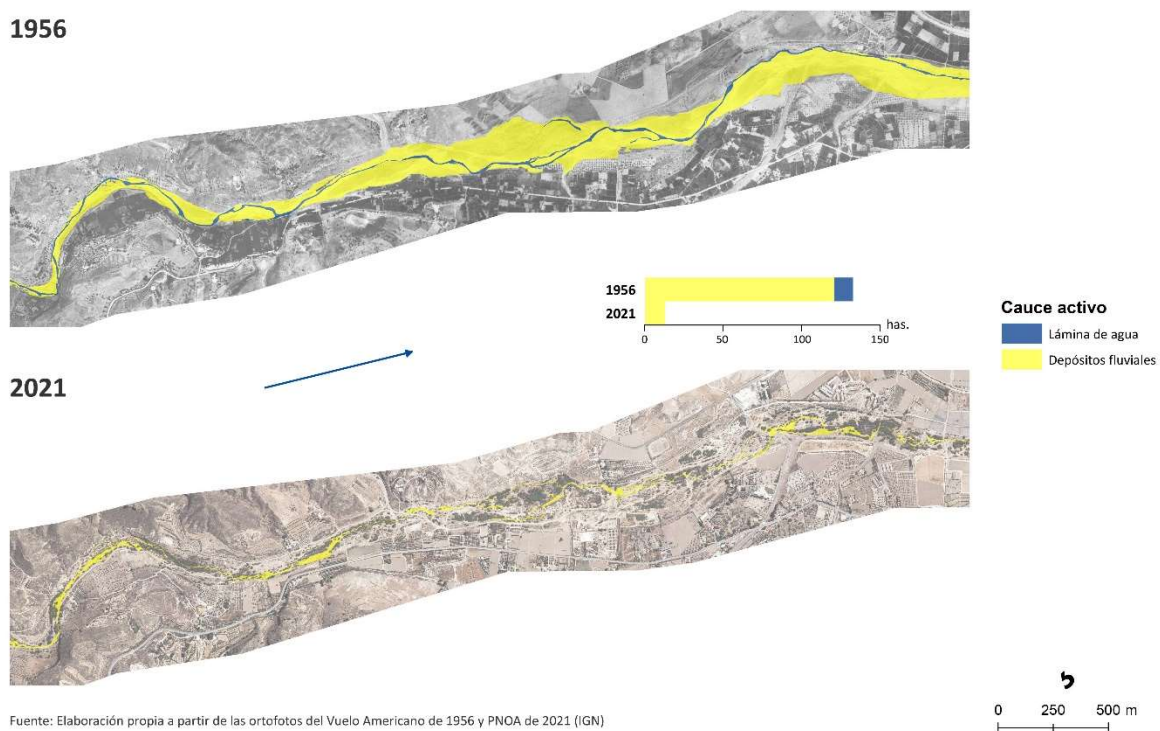 1956
1956
2021
0 50 100 150 has.
Cauce activo
Lámina de agua
Depósitos fluviales
2021
Fuente: Elaboración propia a partir de las ortofotos del Vuelo Americano de 1956 y PNOA de 2021 (IGN)
0 250 500 m